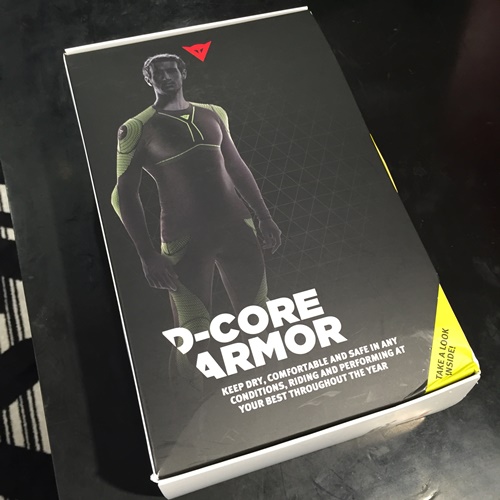 D-CORE
ARMOR
KEEP DRY, COMFORTABLE AND SAFE IN ANY
CONDITIONS, RIDING AND PERFORMING AT
YOUR BEST THROUGHOUT THE YEAR
TAKE A LOOK
INSIDE!